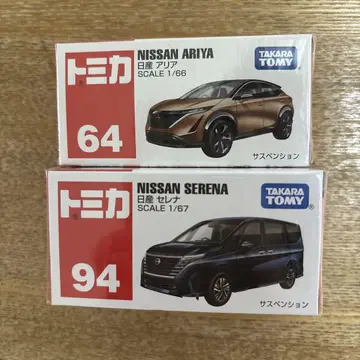 トミカ
64
NISSAN ARIYA
日産 アリア
SCALE 1/66
TAKARA
TOMY
サスペンション
トミカ
94
NISSAN SERENA
日産 セレナ
SCALE 1/67
TAKARA
TOMY
®
サスペンション